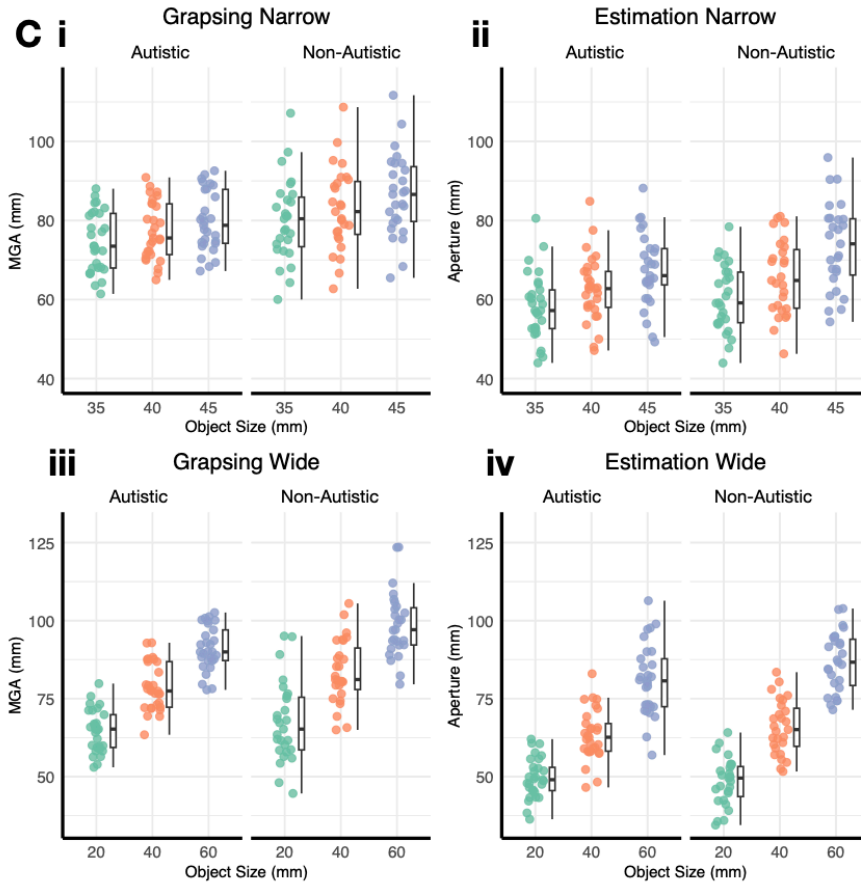 C i Grapsing Narrow
Autistic Non-Autistic
MGA (mm)
100
80
60
40
35 40 45 35 40 45
Object Size (mm)
ii Estimation Narrow
Autistic Non-Autistic
Aperture (mm)
100
80
60
40
35 40 45 35 40 45
Object Size (mm)
iii Grapsing Wide
Autistic Non-Autistic
MGA (mm)
125
100
75
50
20 40 60 20 40 60
Object Size (mm)
iv Estimation Wide
Autistic Non-Autistic
Aperture (mm)
125
100
75
50
20 40 60 20 40 60
Object Size (mm)